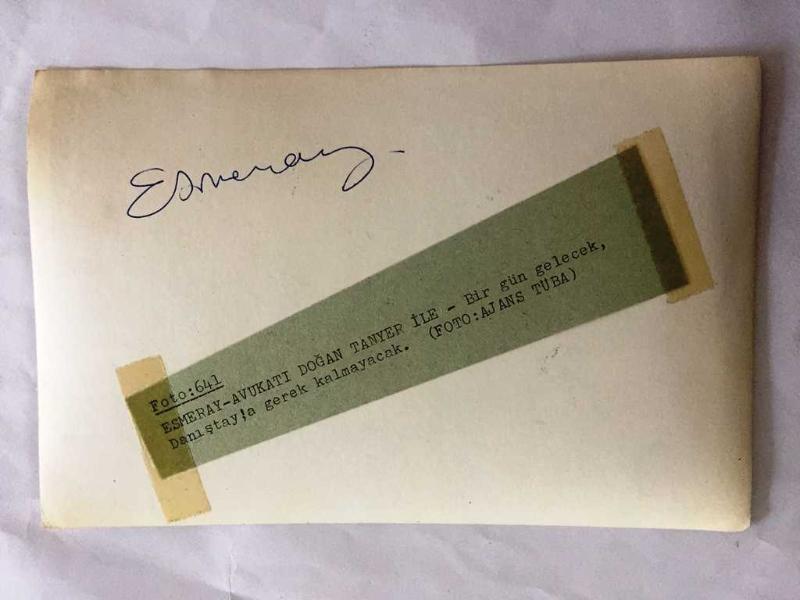 Esmeray
Foto:641
ESMERAY-AVUKATI DOĞAN TANYER İLE - Bir gün gelecek,
Danıştay'a gerek kalmayacak. (FOTO:AJANS TÜBA)